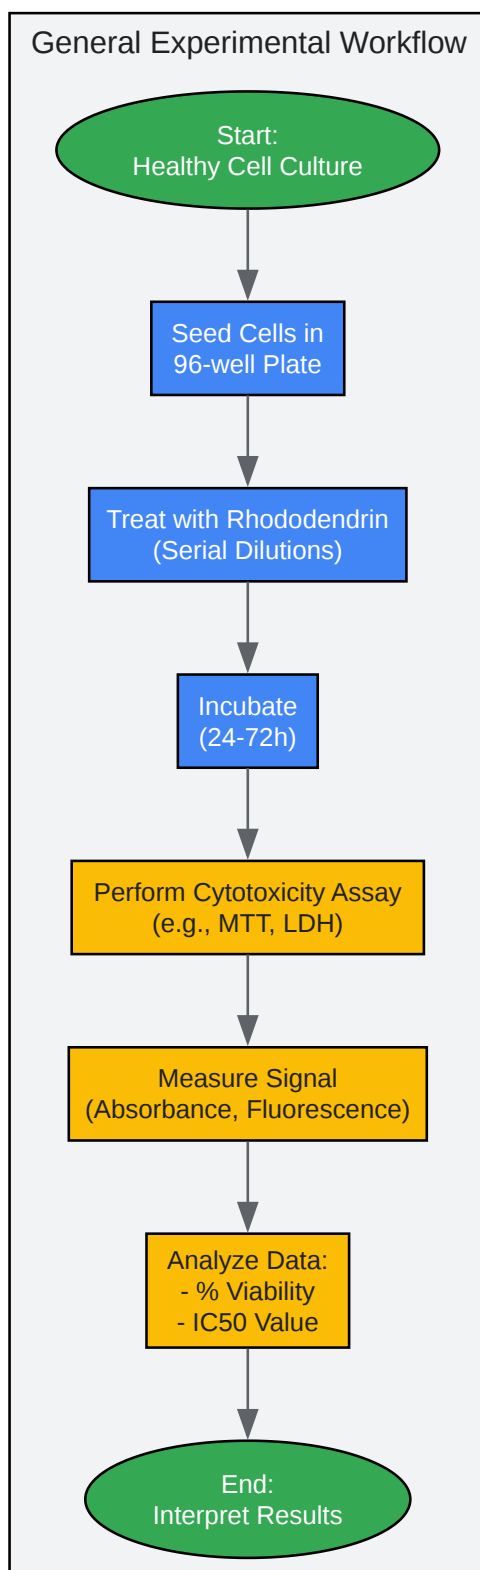 General Experimental Workflow
Start:
Healthy Cell Culture
Seed Cells in
96-well Plate
Treat with Rhododendrin
(Serial Dilutions)
Incubate
(24-72h)
Perform Cytotoxicity Assay
(e.g., MTT, LDH)
Measure Signal
(Absorbance, Fluorescence)
Analyze Data:
- % Viability
- IC50 Value
End:
Interpret Results